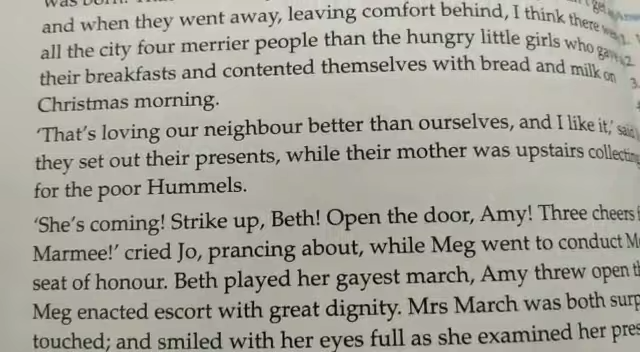 and when they went away, leaving comfort behind, I think there
all the city four merrier people than the hungry little girls who gave
their breakfasts and contented themselves with bread and milk on
Christmas morning.
'That's loving our neighbour better than ourselves, and I like it,' said
they set out their presents, while their mother was upstairs collecting
for the poor Hummels.
'She's coming! Strike up, Beth! Open the door, Amy! Three cheers
Marmee!' cried Jo, prancing about, while Meg went to conduct
seat of honour. Beth played her gayest march, Amy threw open
Meg enacted escort with great dignity. Mrs March was both
touched; and smiled with her eyes full as she examined her